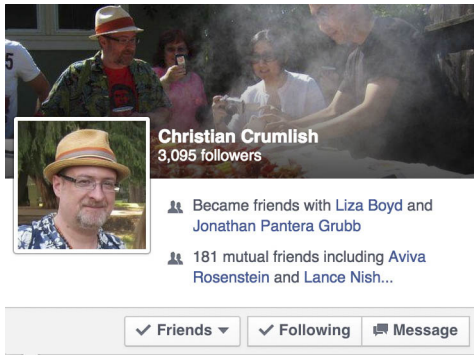 Christian Crumlish
3,095 followers
Became friends with Liza Boyd and
Jonathan Pantera Grubb
181 mutual friends including Aviva
Rosenstein and Lance Nish...
Friends
Following
Message